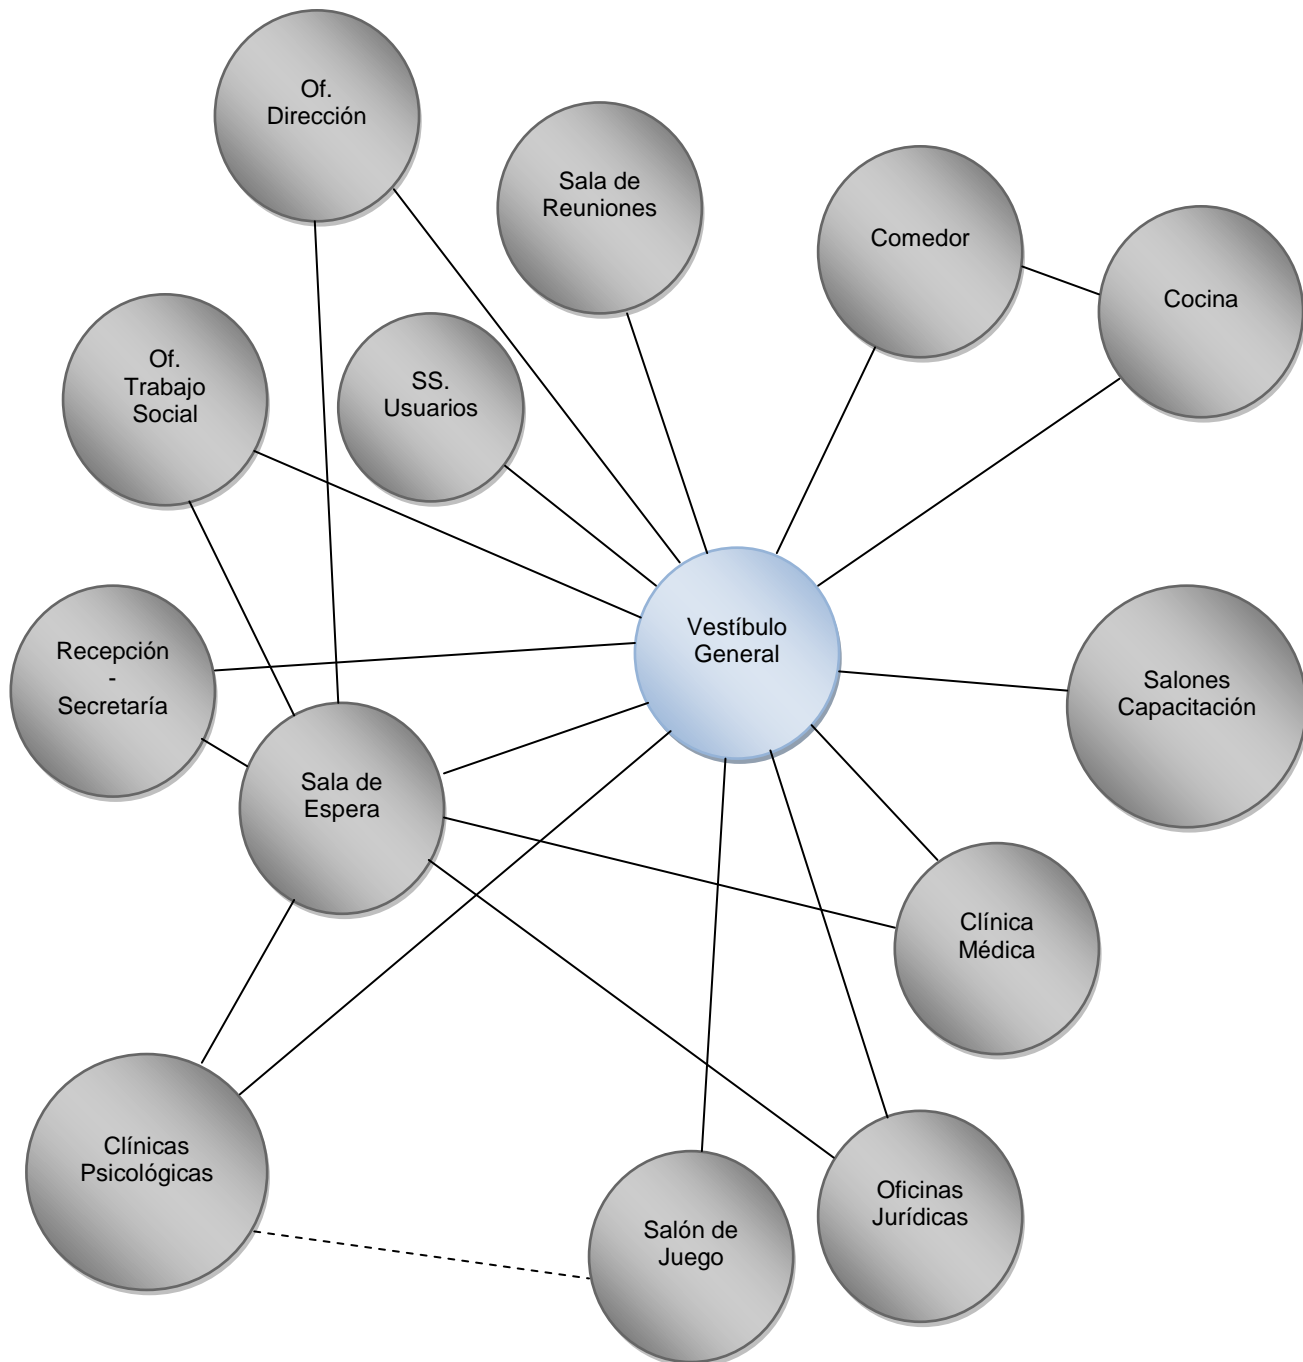 Of.
Dirección
Sala de
Reuniones
Comedor
Cocina
Of.
Trabajo
Social
SS.
Usuarios
Vestíbulo
General
Recepción
-
Secretaría
Salones
Capacitación
Sala de
Espera
Clínica
Médica
Clínicas
Psicológicas
Oficinas
Jurídicas
Salón de
Juego